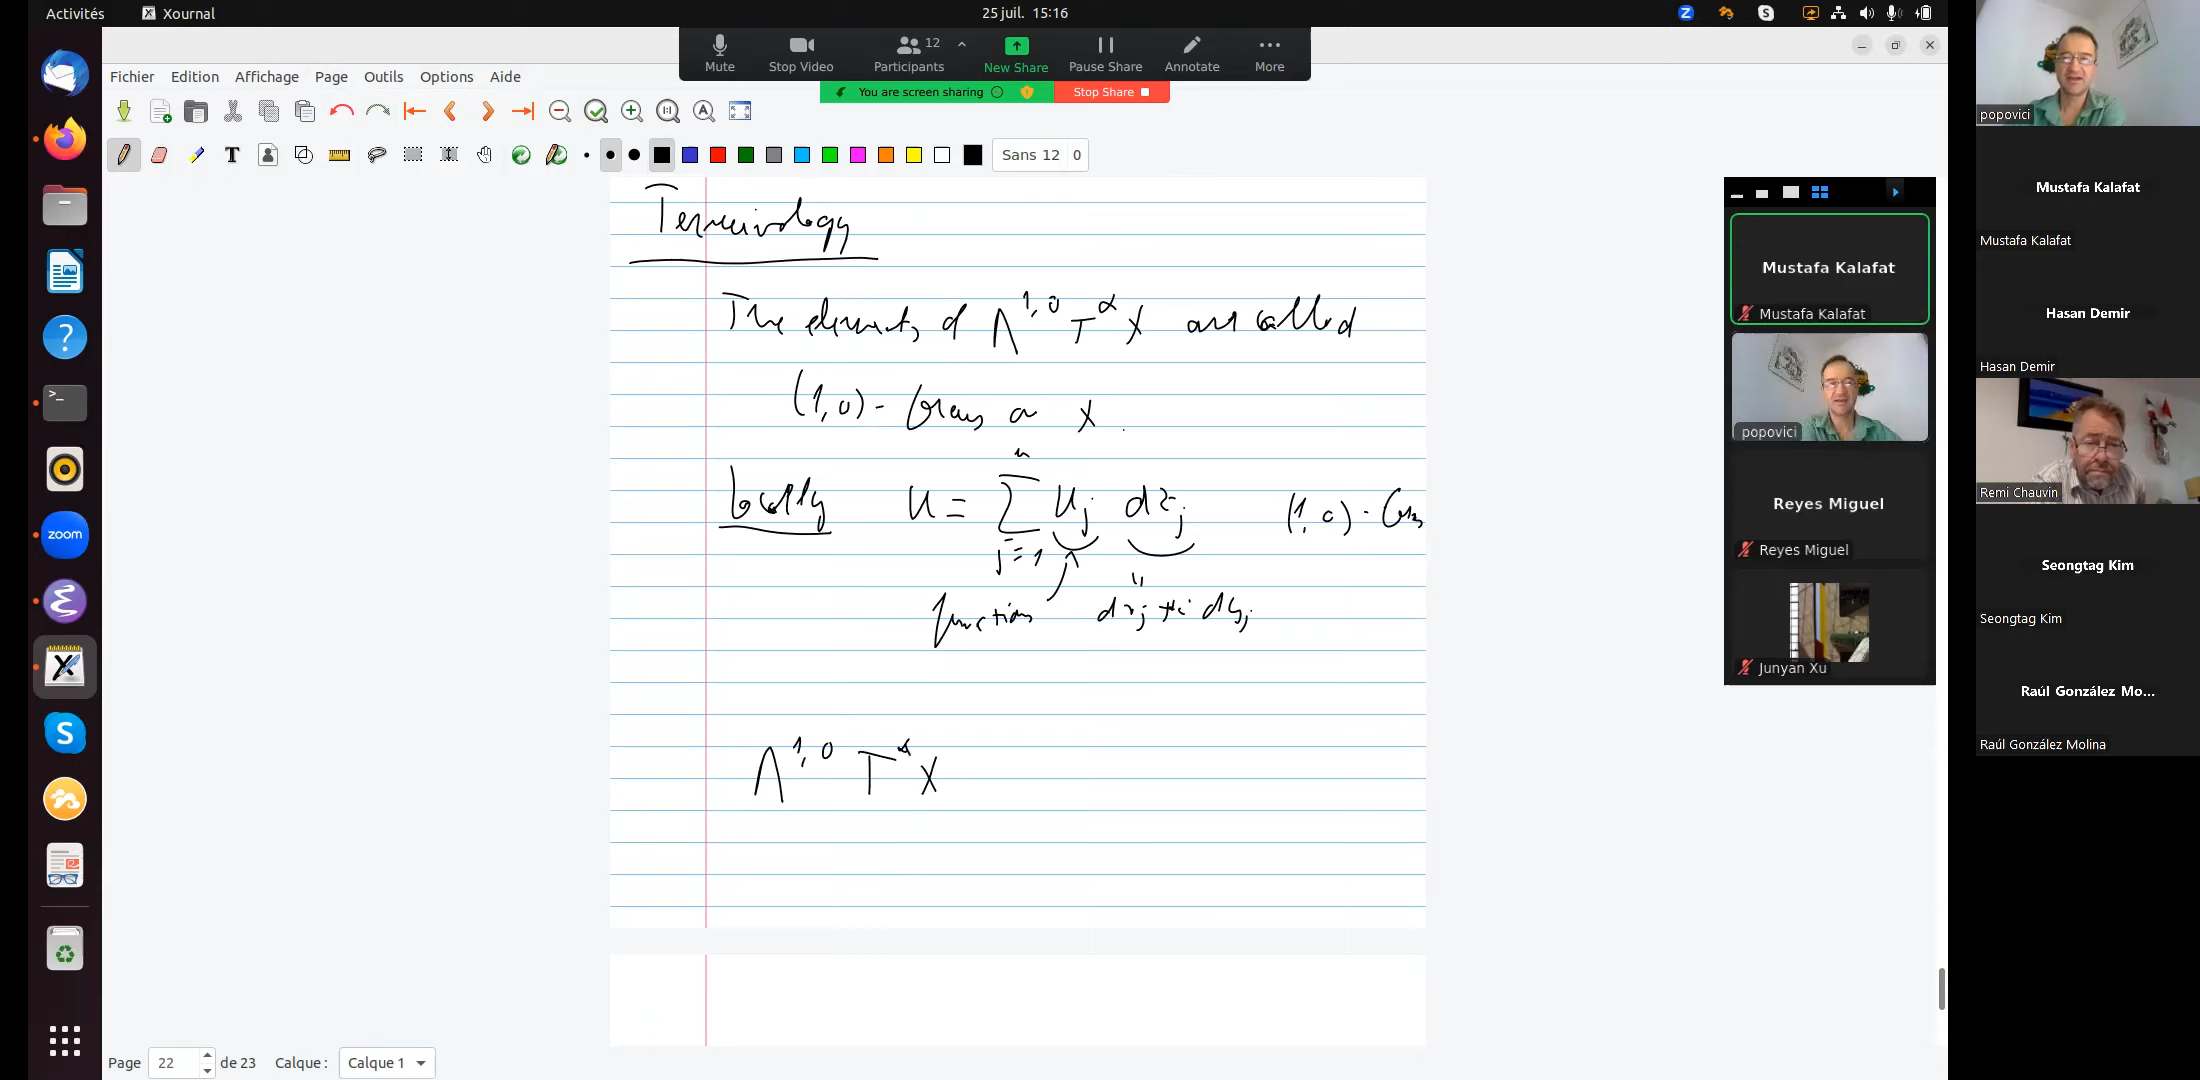 Activités
Xournal
25 juil. 15:16
Mute
Stop Video
Participants
12
New Share
Pause Share
Annotate
More
You are screen sharing
Stop Share
Fichier Edition Affichage Page Outils Options Aide
Sans 12 0
Terminology
The elements of Λ^{1,0} T^* X are called
(1,0) - forms on X.
locally u = \sum_{j=1}^{n} u_j dz_j (1,0) - form
functions dx_j + i dy_j
Λ^{1,0} T^* X
Page 22 de 23 Calque : Calque 1
zoom
Mustafa Kalafat
Mustafa Kalafat
popovici
Reyes Miguel
Reyes Miguel
Junyan Xu
popovici
Mustafa Kalafat
Mustafa Kalafat
Hasan Demir
Hasan Demir
Remi Chauvin
Seongtag Kim
Seongtag Kim
Raúl González Mo...
Raúl González Molina